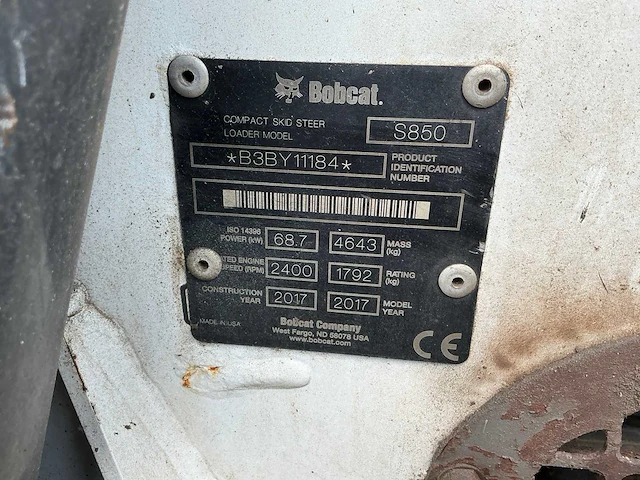 Bobcat.
COMPACT SKID STEER
LOADER MODEL
S850
*B3BY11184*
PRODUCT
IDENTIFICATION
NUMBER
ISO 14396
POWER (kW)
68.7
4643
MASS
(kg)
TED ENGINE
SPEED (RPM)
2400
1792
RATING
(kg)
CONSTRUCTION
YEAR
2017
2017
MODEL
YEAR
MADE IN USA
Bobcat Company
West Fargo, ND 58078 USA
www.bobcat.com
CE